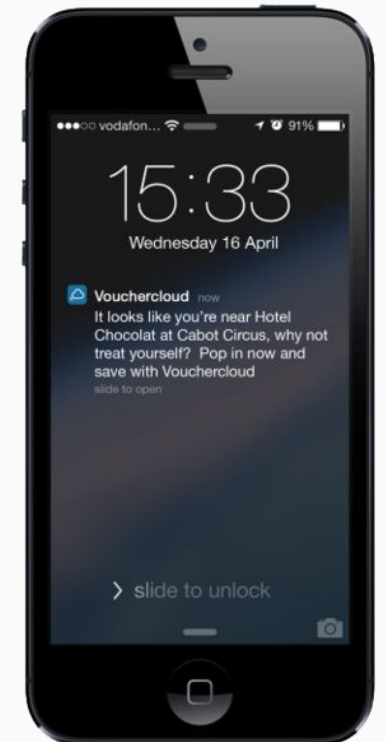 vodafon... 91%
15:33
Wednesday 16 April
Vouchercloud now
It looks like you're near Hotel
Chocolat at Cabot Circus, why not
treat yourself?  Pop in now and
save with Vouchercloud
slide to open
> slide to unlock